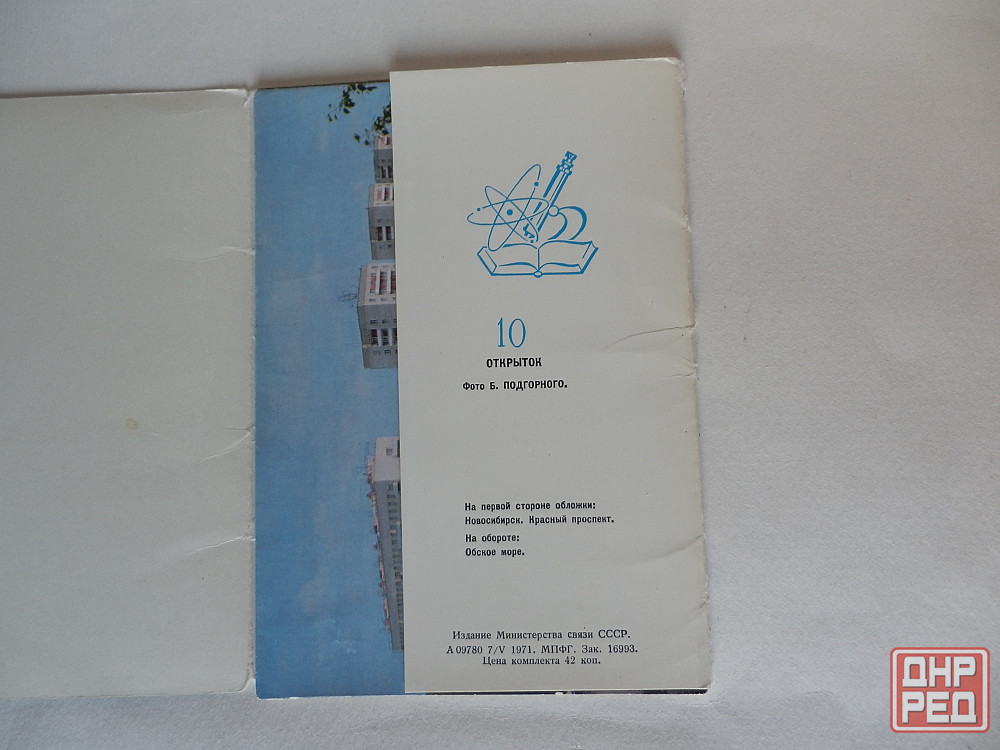 10
ОТКРЫТОК
Фото Б. ПОДГОРНОГО.
На первой стороне обложки:
Новосибирск. Красный проспект.
На обороте:
Обское море.
Издание Министерства связи СССР.
А 09780 7/V 1971. МПФГ. Зак. 16993.
Цена комплекта 42 коп.
ДНР
РЕД